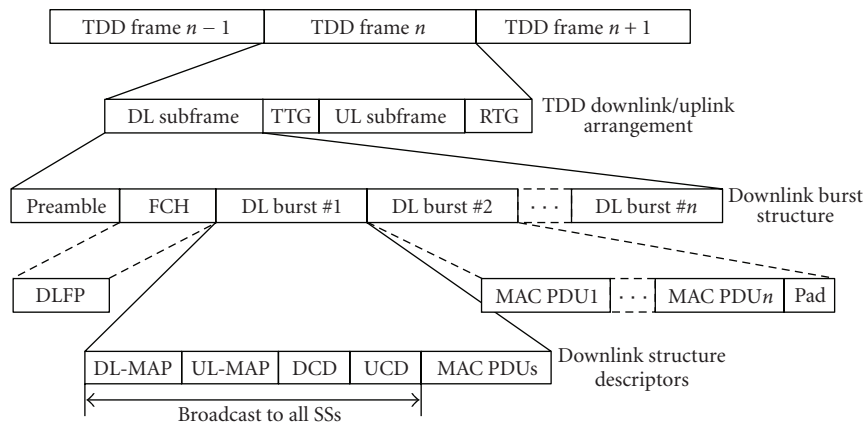 TDD frame n − 1 TDD frame n TDD frame n + 1
DL subframe TTG UL subframe RTG
TDD downlink/uplink
arrangement
Preamble FCH DL burst #1 DL burst #2 · · · DL burst #n
Downlink burst
structure
DLFP MAC PDU1 · · · MAC PDUn Pad
DL-MAP UL-MAP DCD UCD MAC PDUs
Downlink structure
descriptors
Broadcast to all SSs